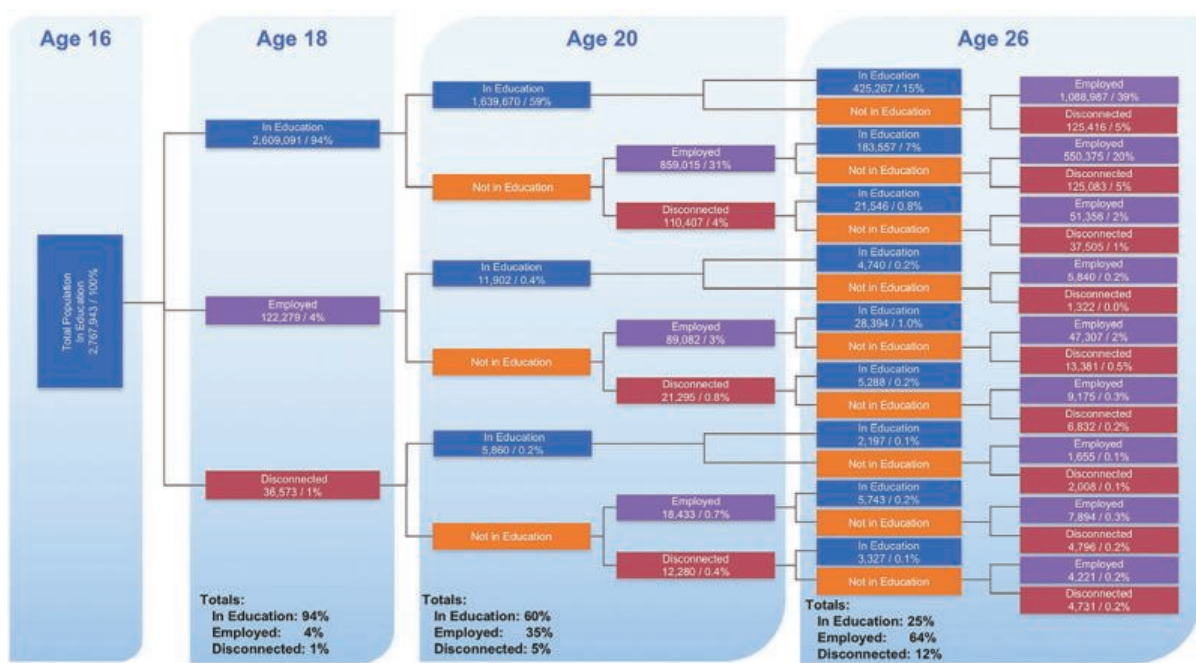 Age 16
Age 18
Age 20
Age 26
Total Population
In Education
2,767,943 / 100%
In Education
2,609,091 / 94%
Employed
122,279 / 4%
Disconnected
36,573 / 1%
Totals:
In Education: 94%
Employed: 4%
Disconnected: 1%
In Education
1,639,670 / 59%
Not in Education
Employed
859,015 / 31%
Disconnected
110,407 / 4%
In Education
11,902 / 0.4%
Not in Education
Employed
89,082 / 3%
Disconnected
21,295 / 0.8%
In Education
5,860 / 0.2%
Not in Education
Employed
18,433 / 0.7%
Disconnected
12,280 / 0.4%
Totals:
In Education: 60%
Employed: 35%
Disconnected: 5%
In Education
425,267 / 15%
Not in Education
Employed
1,088,987 / 39%
Disconnected
125,416 / 5%
In Education
183,557 / 7%
Not in Education
Employed
550,375 / 20%
Disconnected
125,083 / 5%
In Education
21,546 / 0.8%
Not in Education
Employed
51,356 / 2%
Disconnected
37,505 / 1%
In Education
4,740 / 0.2%
Not in Education
Employed
5,840 / 0.2%
Disconnected
1,322 / 0.0%
In Education
28,394 / 1.0%
Not in Education
Employed
47,307 / 2%
Disconnected
13,381 / 0.5%
In Education
5,288 / 0.2%
Not in Education
Employed
9,175 / 0.3%
Disconnected
6,832 / 0.2%
In Education
2,197 / 0.1%
Not in Education
Employed
1,655 / 0.1%
Disconnected
2,008 / 0.1%
In Education
5,743 / 0.2%
Not in Education
Employed
7,894 / 0.3%
Disconnected
4,796 / 0.2%
In Education
3,327 / 0.1%
Not in Education
Employed
4,221 / 0.2%
Disconnected
4,731 / 0.2%
Totals:
In Education: 25%
Employed: 64%
Disconnected: 12%